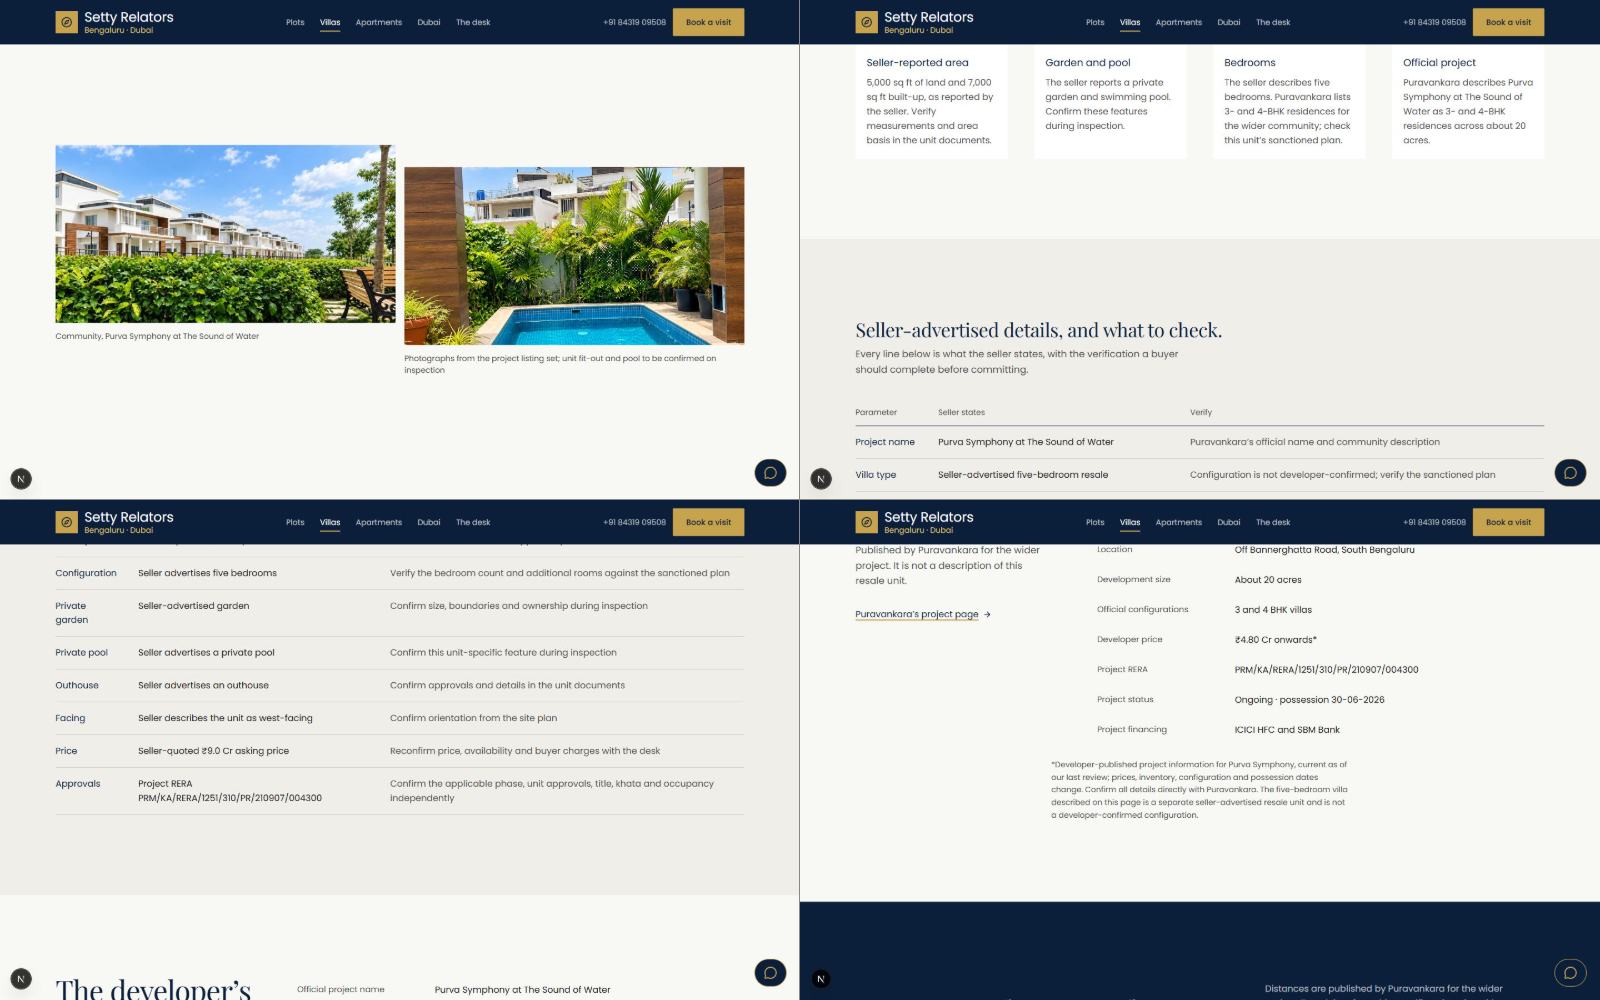 Setty Relators
Bengaluru · Dubai
Plots
Villas
Apartments
Dubai
The desk
+91 84319 09508
Book a visit
Community, Purva Symphony at The Sound of Water
Photographs from the project listing set; unit fit-out and pool to be confirmed on
inspection
N
Setty Relators
Bengaluru · Dubai
Plots
Villas
Apartments
Dubai
The desk
+91 84319 09508
Book a visit
Seller-reported area
5,000 sq ft of land and 7,000
sq ft built-up, as reported by
the seller. Verify
measurements and area
basis in the unit documents.
Garden and pool
The seller reports a private
garden and swimming pool.
Confirm these features
during inspection.
Bedrooms
The seller describes five
bedrooms. Puravankara lists
3- and 4-BHK residences for
the wider community; check
this unit's sanctioned plan.
Official project
Puravankara describes Purva
Symphony at The Sound of
Water as 3- and 4-BHK
residences across about 20
acres.
Seller-advertised details, and what to check.
Every line below is what the seller states, with the verification a buyer
should complete before committing.
Parameter
Seller states
Verify
Project name
Purva Symphony at The Sound of Water
Puravankara's official name and community description
Villa type
Seller-advertised five-bedroom resale
Configuration is not developer-confirmed; verify the sanctioned plan
N
Setty Relators
Bengaluru · Dubai
Plots
Villas
Apartments
Dubai
The desk
+91 84319 09508
Book a visit
Configuration
Seller advertises five bedrooms
Verify the bedroom count and additional rooms against the sanctioned plan
Private
garden
Seller-advertised garden
Confirm size, boundaries and ownership during inspection
Private pool
Seller advertises a private pool
Confirm this unit-specific feature during inspection
Outhouse
Seller advertises an outhouse
Confirm approvals and details in the unit documents
Facing
Seller describes the unit as west-facing
Confirm orientation from the site plan
Price
Seller-quoted ₹9.0 Cr asking price
Reconfirm price, availability and buyer charges with the desk
Approvals
Project RERA
PRM/KA/RERA/1251/310/PR/210907/004300
Confirm the applicable phase, unit approvals, title, khata and occupancy
independently
The developer's
Official project name
Purva Symphony at The Sound of Water
N
Setty Relators
Bengaluru · Dubai
Plots
Villas
Apartments
Dubai
The desk
+91 84319 09508
Book a visit
Published by Puravankara for the wider
project. It is not a description of this
resale unit.
Puravankara's project page →
Location
Off Bannerghatta Road, South Bengaluru
Development size
About 20 acres
Official configurations
3 and 4 BHK villas
Developer price
₹4.80 Cr onwards*
Project RERA
PRM/KA/RERA/1251/310/PR/210907/004300
Project status
Ongoing · possession 30-06-2026
Project financing
ICICI HFC and SBM Bank
*Developer-published project information for Purva Symphony, current as of
our last review; prices, inventory, configuration and possession dates
change. Confirm all details directly with Puravankara. The five-bedroom villa
described on this page is a separate seller-advertised resale unit and is not
a developer-confirmed configuration.
Distances are published by Puravankara for the wider
N